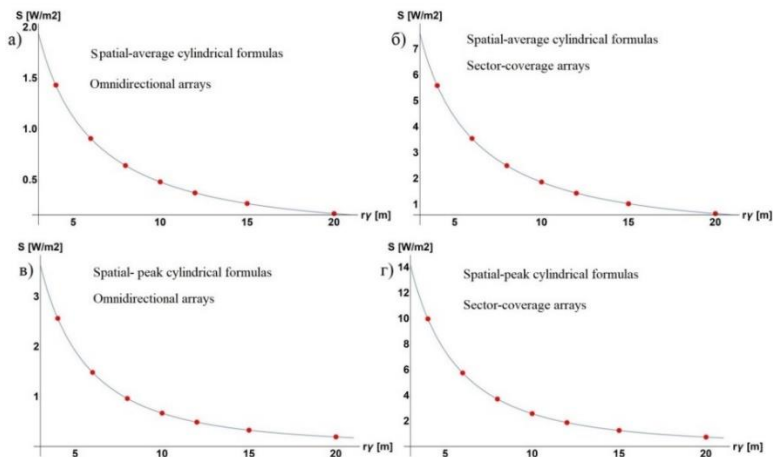 S [W/m2]
а)
2.0
Spatial-average cylindrical formulas
1.5
Omnidirectional arrays
1.0
0.5
5
10
15
20
rγ [m]
S [W/m2]
б)
7
Spatial-average cylindrical formulas
6
Sector-coverage arrays
5
4
3
2
1
5
10
15
20
rγ [m]
S [W/m2]
в)
Spatial- peak cylindrical formulas
3
Omnidirectional arrays
2
1
5
10
15
20
rγ [m]
S [W/m2]
г)
14
Spatial-peak cylindrical formulas
12
Sector-coverage arrays
10
8
6
4
2
5
10
15
20
rγ [m]